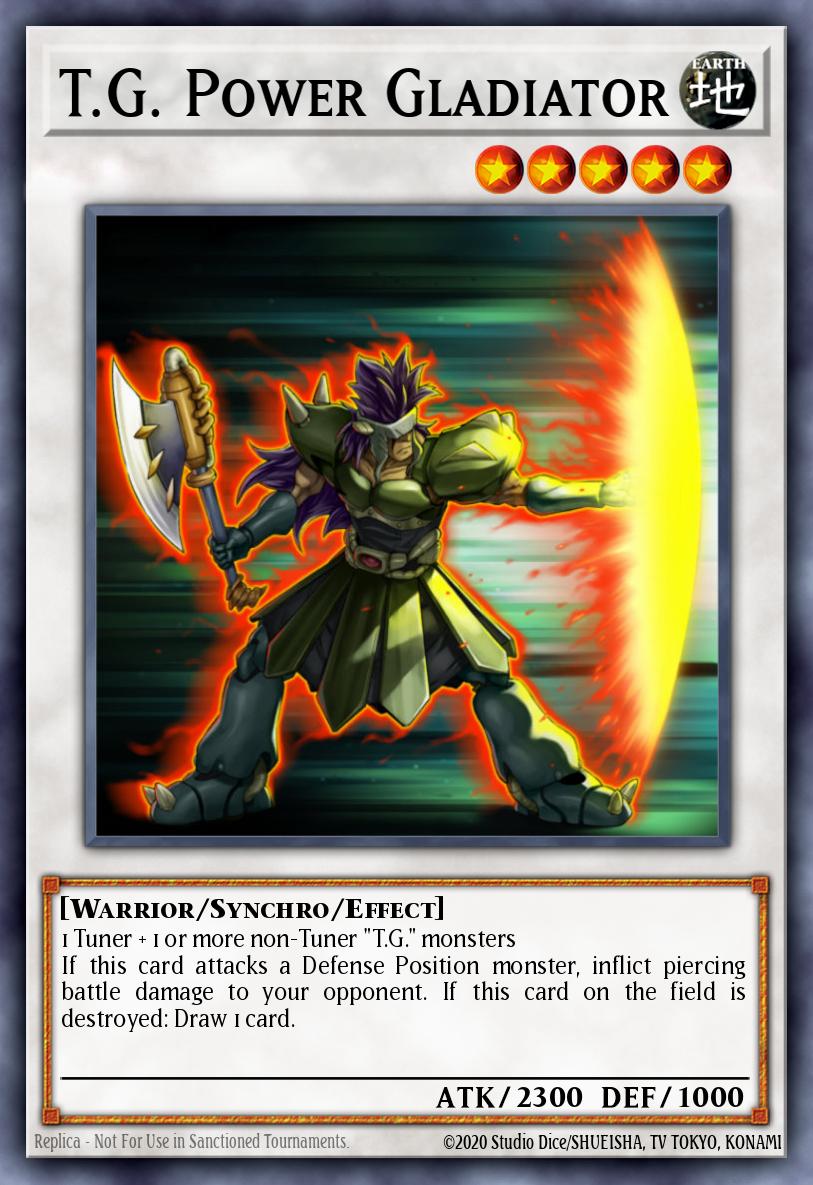 T.G. Power Gladiator
EARTH
地
[Warrior/Synchro/Effect]
1 Tuner + 1 or more non-Tuner "T.G." monsters
If this card attacks a Defense Position monster, inflict piercing
battle damage to your opponent. If this card on the field is
destroyed: Draw 1 card.
ATK/2300 DEF/1000
Replica - Not For Use in Sanctioned Tournaments.
©2020 Studio Dice/SHUEISHA, TV TOKYO, KONAMI